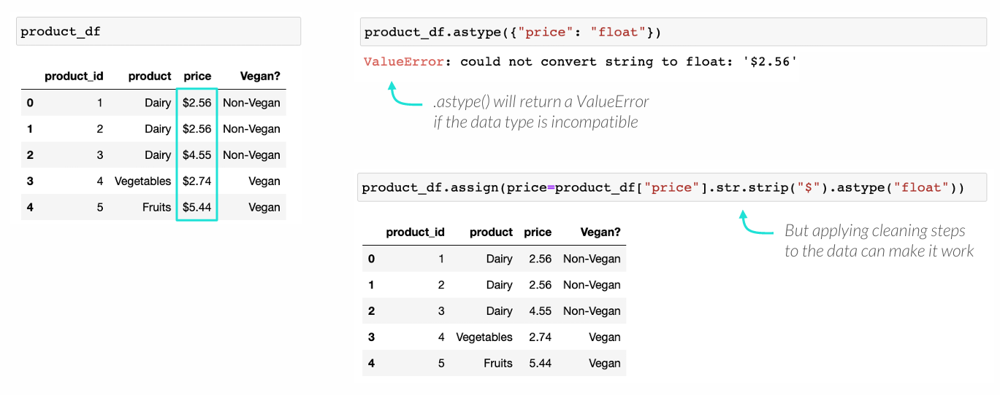 product_df
product_id product price Vegan?
0 1 Dairy $2.56 Non-Vegan
1 2 Dairy $2.56 Non-Vegan
2 3 Dairy $4.55 Non-Vegan
3 4 Vegetables $2.74 Vegan
4 5 Fruits $5.44 Vegan
product_df.astype({"price": "float"})
ValueError: could not convert string to float: '$2.56'
.astype() will return a ValueError
if the data type is incompatible
product_df.assign(price=product_df["price"].str.strip("$").astype("float"))
But applying cleaning steps
to the data can make it work
product_id product price Vegan?
0 1 Dairy 2.56 Non-Vegan
1 2 Dairy 2.56 Non-Vegan
2 3 Dairy 4.55 Non-Vegan
3 4 Vegetables 2.74 Vegan
4 5 Fruits 5.44 Vegan